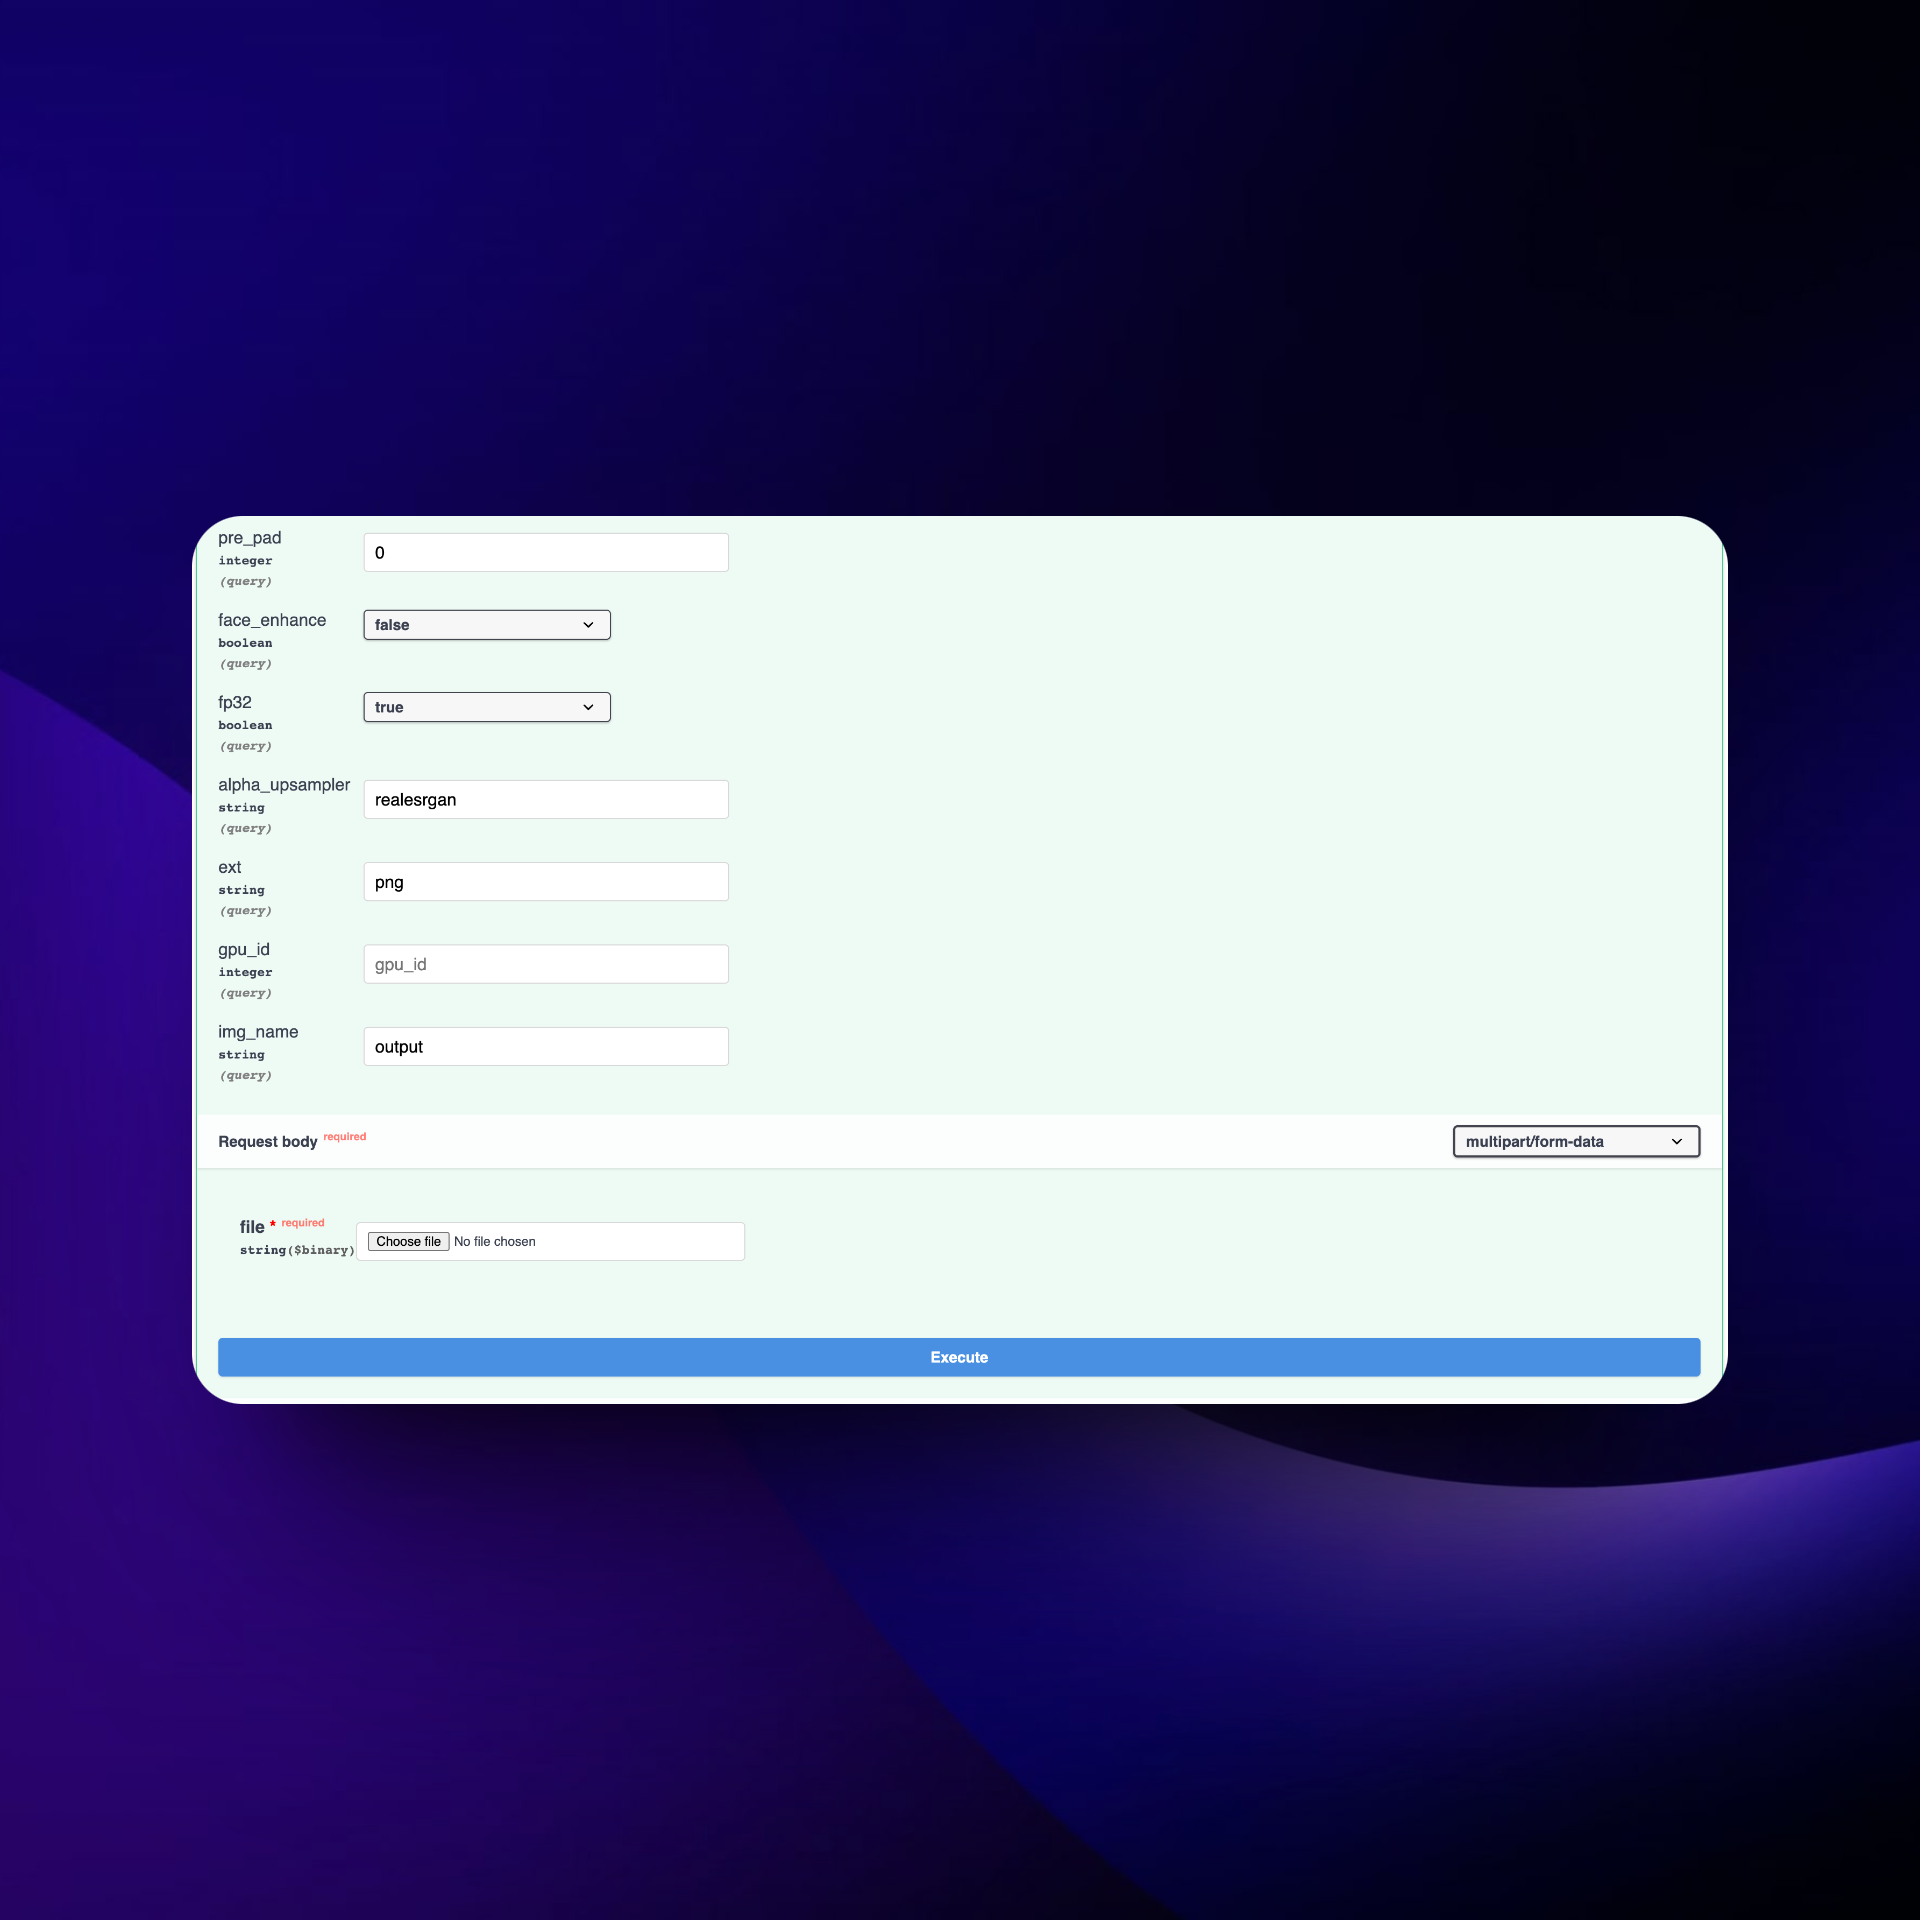 pre_pad
integer
(query)
0
face_enhance
boolean
(query)
false
fp32
boolean
(query)
true
alpha_upsampler
string
(query)
realesrgan
ext
string
(query)
png
gpu_id
integer
(query)
gpu_id
img_name
string
(query)
output
Request body required
multipart/form-data
file * required
string($binary)
Choose file No file chosen
Execute